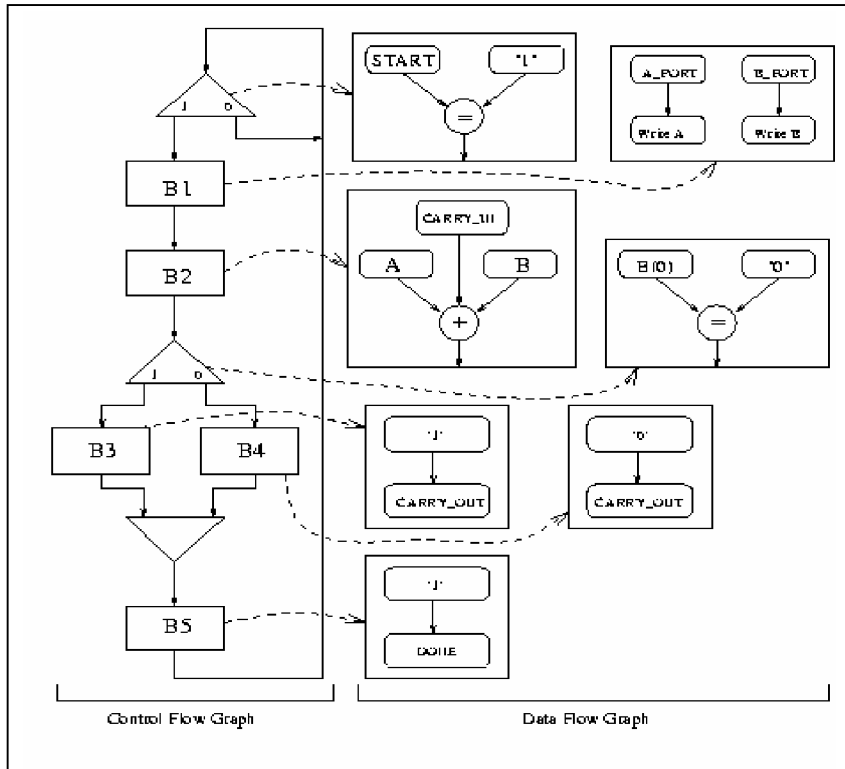 START
"1"
A_PORT
B_PORT
1 0
=
Write A
Write B
B1
CARRY_IN
B2
A
B
B(0)
"0"
+
=
1 0
B3
B4
"1"
"0"
CARRY_OUT
CARRY_OUT
"1"
B5
DONE
Control Flow Graph
Data Flow Graph